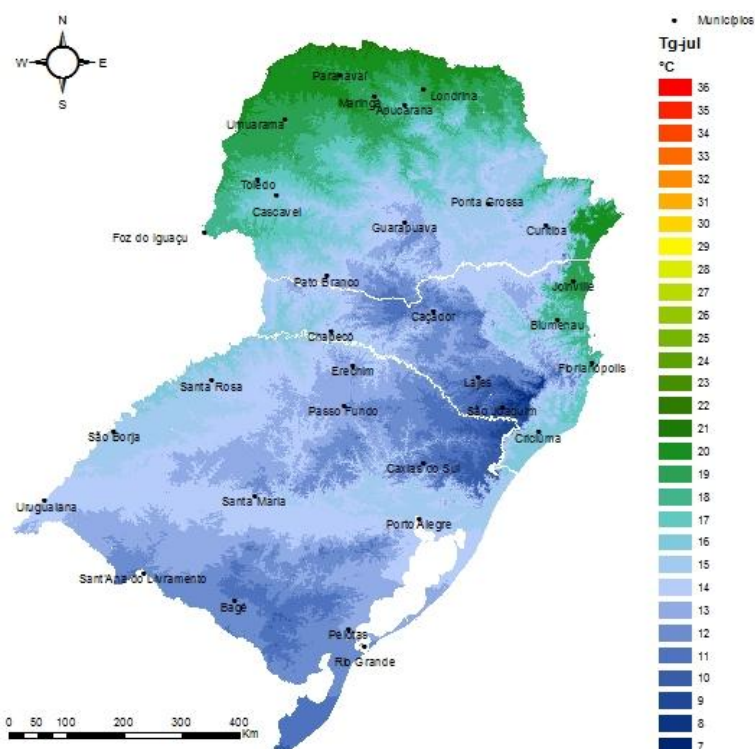 N
W E
S
Municípios
Tg-jul
°C
36
35
34
33
32
31
30
29
28
27
26
25
24
23
22
21
20
19
18
17
16
15
14
13
12
11
10
9
8
7
Paranavaí
Londrina
Maringá
Apucarana
Umuarama
Toledo
Cascavel
Ponta Grossa
Foz do Iguaçu
Guarapuava
Curitiba
Pato Branco
Joinville
Caçador
Blumenau
Chapecó
Florianópolis
Erechim
Santa Rosa
Lajes
Passo Fundo
São Joaquim
São Borja
Criciúma
Caxias do Sul
Uruguaiana
Santa Maria
Porto Alegre
Sant'Ana do Livramento
Bagé
Pelotas
Rio Grande
0 50 100 200 300 400
Km